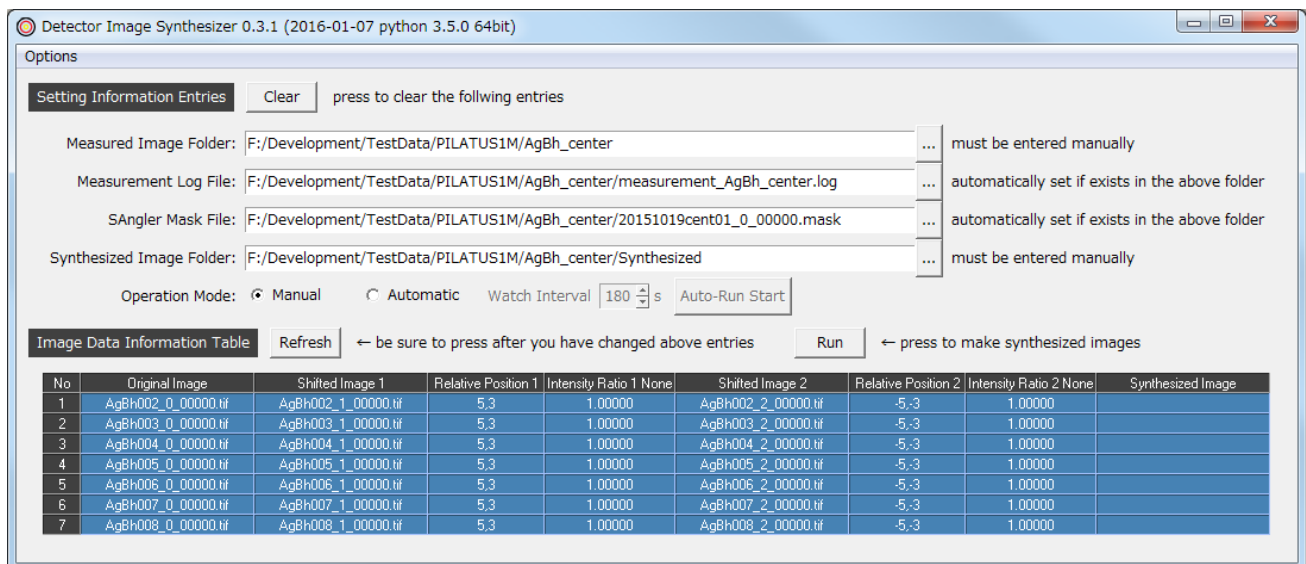 Detector Image Synthesizer 0.3.1 (2016-01-07 python 3.5.0 64bit)
Options
Setting Information Entries Clear press to clear the follwing entries
Measured Image Folder: F:/Development/TestData/PILATUS1M/AgBh_center ... must be entered manually
Measurement Log File: F:/Development/TestData/PILATUS1M/AgBh_center/measurement_AgBh_center.log ... automatically set if exists in the above folder
SAngler Mask File: F:/Development/TestData/PILATUS1M/AgBh_center/20151019cent01_0_00000.mask ... automatically set if exists in the above folder
Synthesized Image Folder: F:/Development/TestData/PILATUS1M/AgBh_center/Synthesized ... must be entered manually
Operation Mode: Manual Automatic Watch Interval 180 s Auto-Run Start
Image Data Information Table Refresh ← be sure to press after you have changed above entries Run ← press to make synthesized images
No Original Image Shifted Image 1 Relative Position 1 Intensity Ratio 1 None Shifted Image 2 Relative Position 2 Intensity Ratio 2 None Synthesized Image
1 AgBh002_0_00000.tif AgBh002_1_00000.tif 5,3 1.00000 AgBh002_2_00000.tif -5,-3 1.00000
2 AgBh003_0_00000.tif AgBh003_1_00000.tif 5,3 1.00000 AgBh003_2_00000.tif -5,-3 1.00000
3 AgBh004_0_00000.tif AgBh004_1_00000.tif 5,3 1.00000 AgBh004_2_00000.tif -5,-3 1.00000
4 AgBh005_0_00000.tif AgBh005_1_00000.tif 5,3 1.00000 AgBh005_2_00000.tif -5,-3 1.00000
5 AgBh006_0_00000.tif AgBh006_1_00000.tif 5,3 1.00000 AgBh006_2_00000.tif -5,-3 1.00000
6 AgBh007_0_00000.tif AgBh007_1_00000.tif 5,3 1.00000 AgBh007_2_00000.tif -5,-3 1.00000
7 AgBh008_0_00000.tif AgBh008_1_00000.tif 5,3 1.00000 AgBh008_2_00000.tif -5,-3 1.00000